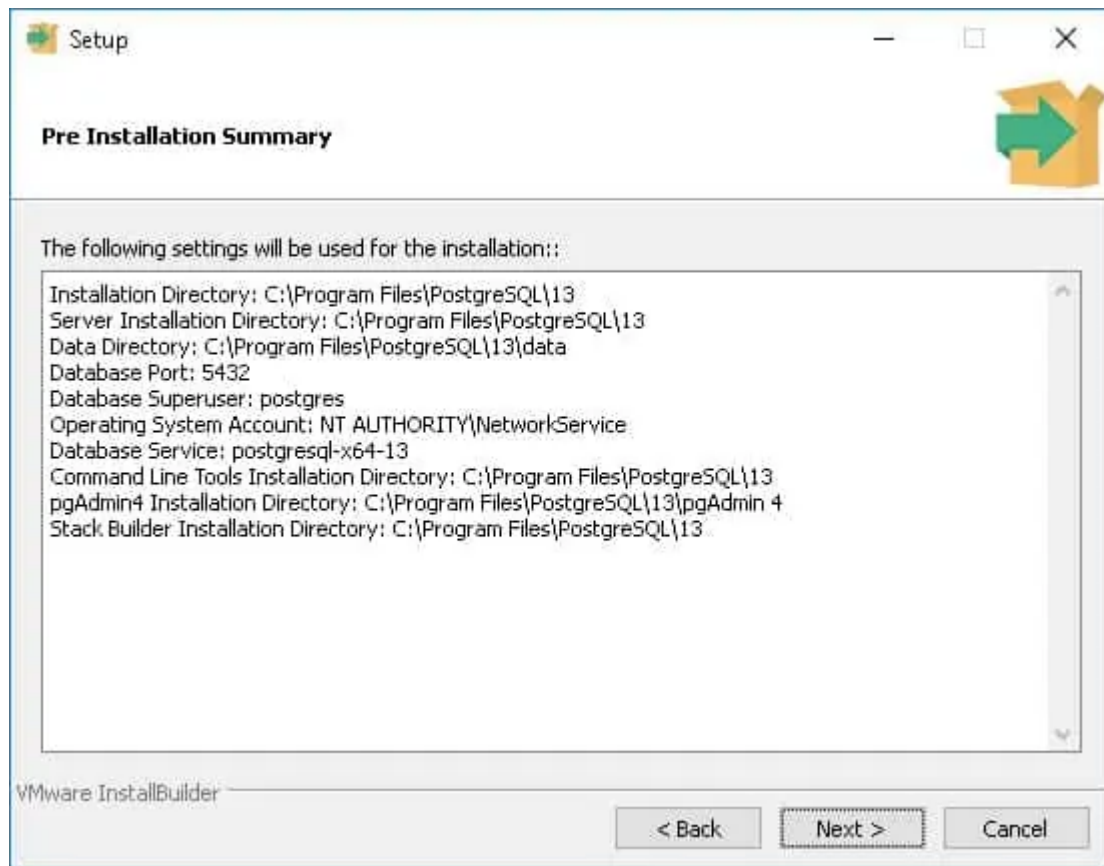 Setup
Pre Installation Summary
The following settings will be used for the installation::
Installation Directory: C:\Program Files\PostgreSQL\13
Server Installation Directory: C:\Program Files\PostgreSQL\13
Data Directory: C:\Program Files\PostgreSQL\13\data
Database Port: 5432
Database Superuser: postgres
Operating System Account: NT AUTHORITY\NetworkService
Database Service: postgresql-x64-13
Command Line Tools Installation Directory: C:\Program Files\PostgreSQL\13
pgAdmin4 Installation Directory: C:\Program Files\PostgreSQL\13\pgAdmin 4
Stack Builder Installation Directory: C:\Program Files\PostgreSQL\13
VMware InstallBuilder
< Back Next > Cancel